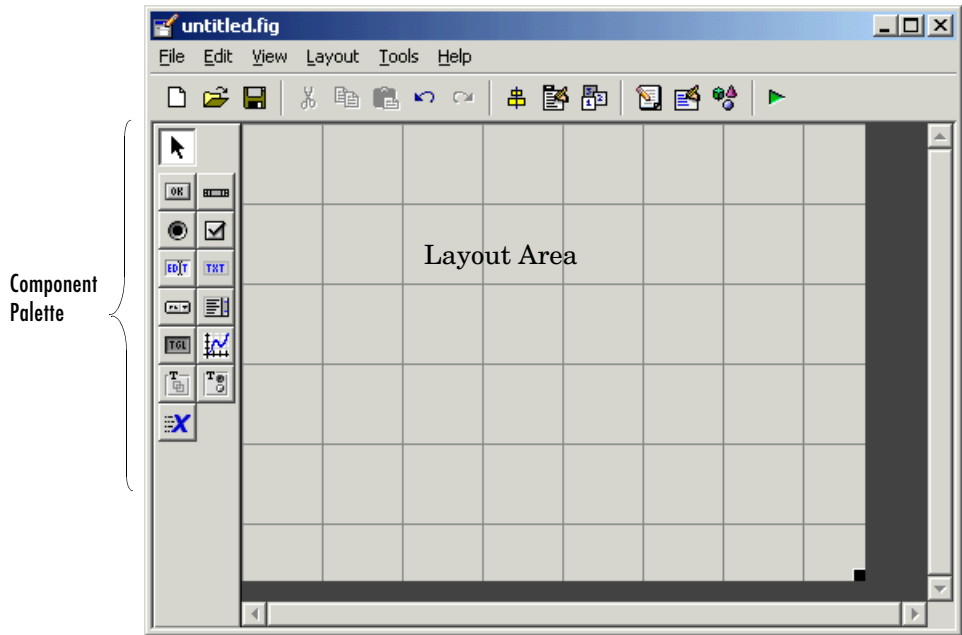 untitled.fig
File Edit View Layout Tools Help
OK
EDIT TXT
TGL
T T
X
Layout Area
Component
Palette